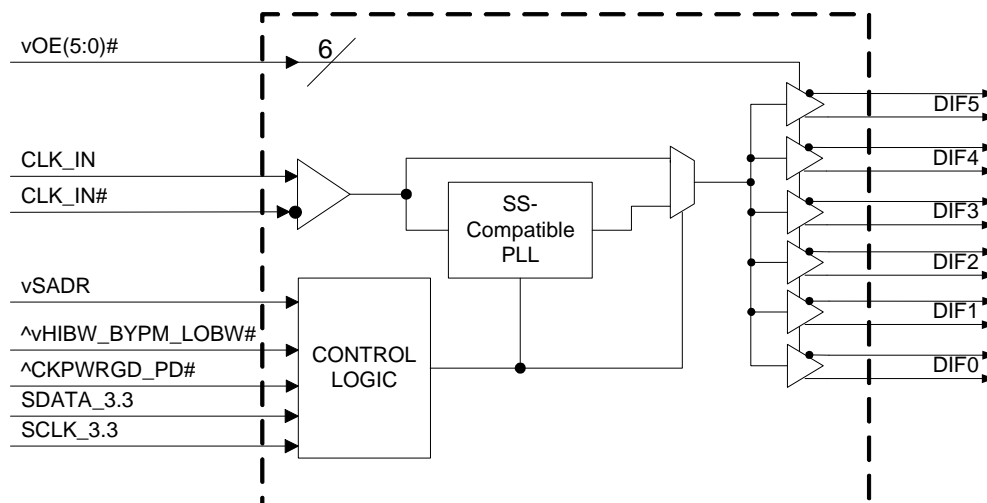 vOE(5:0)#
6
DIF5
CLK_IN
DIF4
CLK_IN#
SS-
Compatible
PLL
DIF3
DIF2
vSADR
DIF1
^vHIBW_BYPM_LOBW#
CONTROL
LOGIC
^CKPWRGD_PD#
DIF0
SDATA_3.3
SCLK_3.3